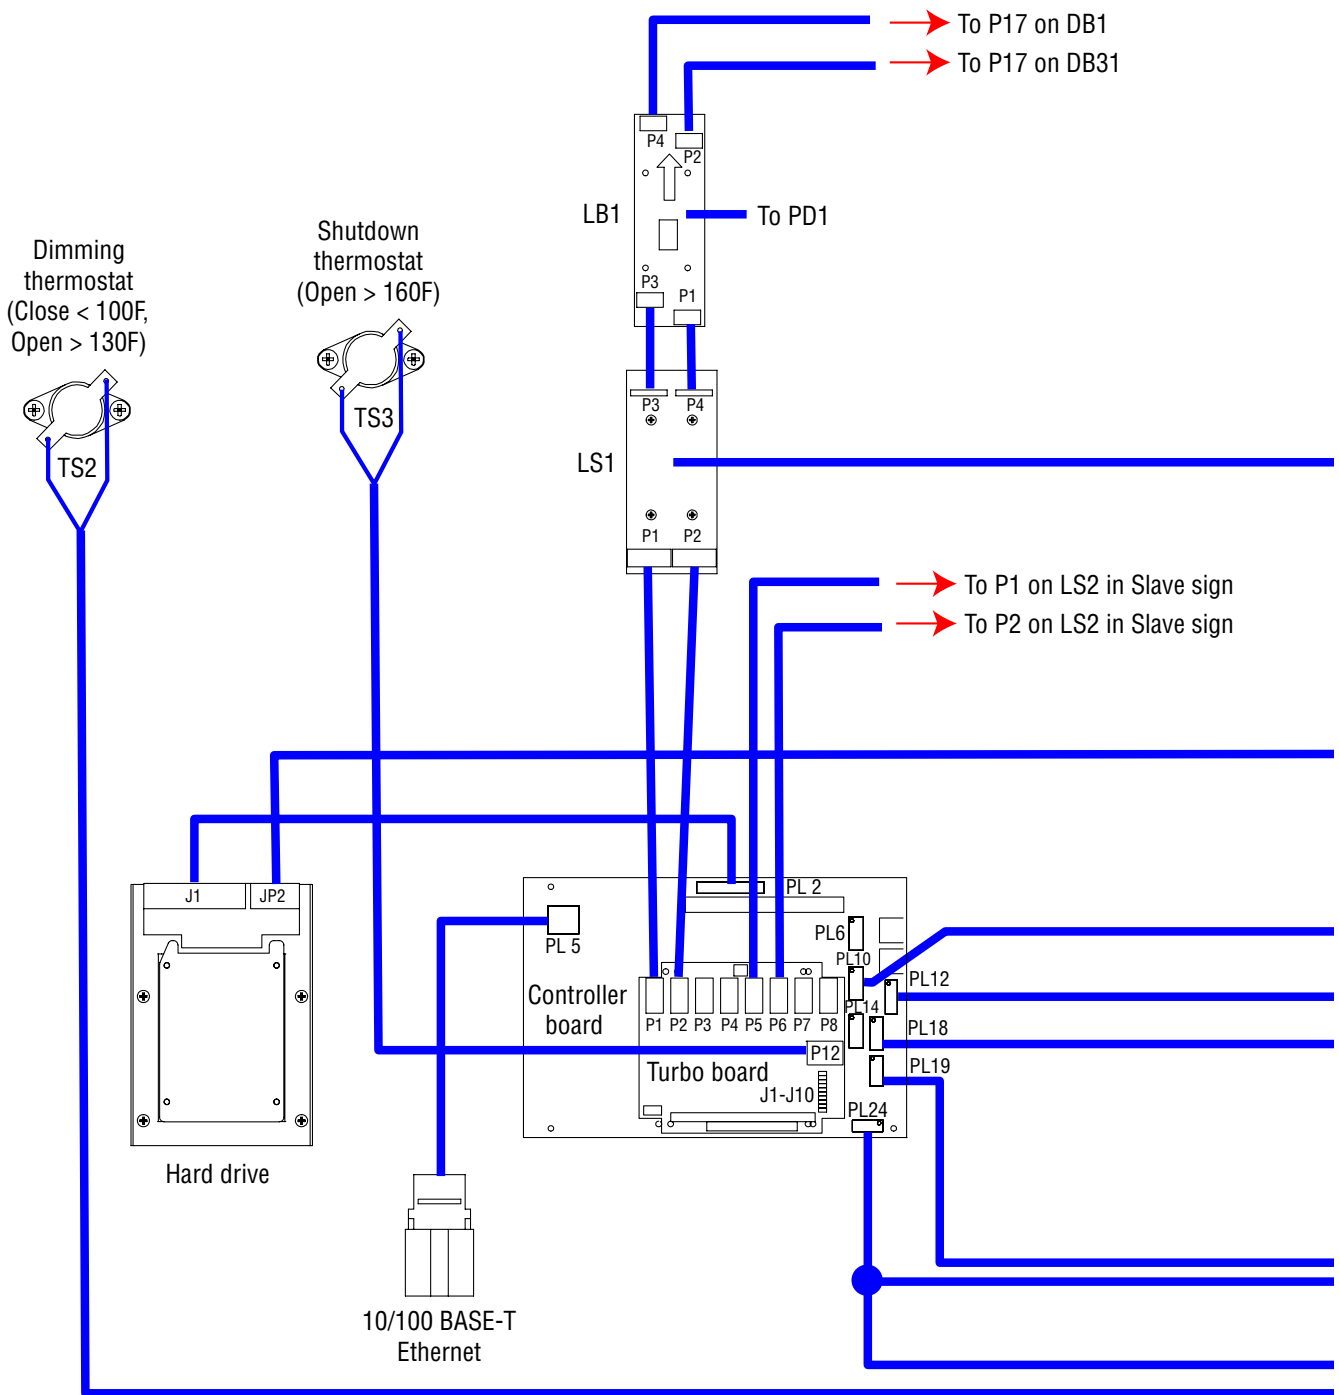 To P17 on DB1
To P17 on DB31
P4
P2
LB1
To PD1
P3
P1
Dimming
thermostat
(Close < 100F,
Open > 130F)
TS2
Shutdown
thermostat
(Open > 160F)
TS3
P3
P4
LS1
P1
P2
To P1 on LS2 in Slave sign
To P2 on LS2 in Slave sign
J1
JP2
Hard drive
PL 2
PL 5
PL6
PL10
PL12
PL14
PL18
PL19
PL24
Controller
board
P1 P2 P3 P4 P5 P6 P7 P8
P12
Turbo board
J1-J10
10/100 BASE-T
Ethernet